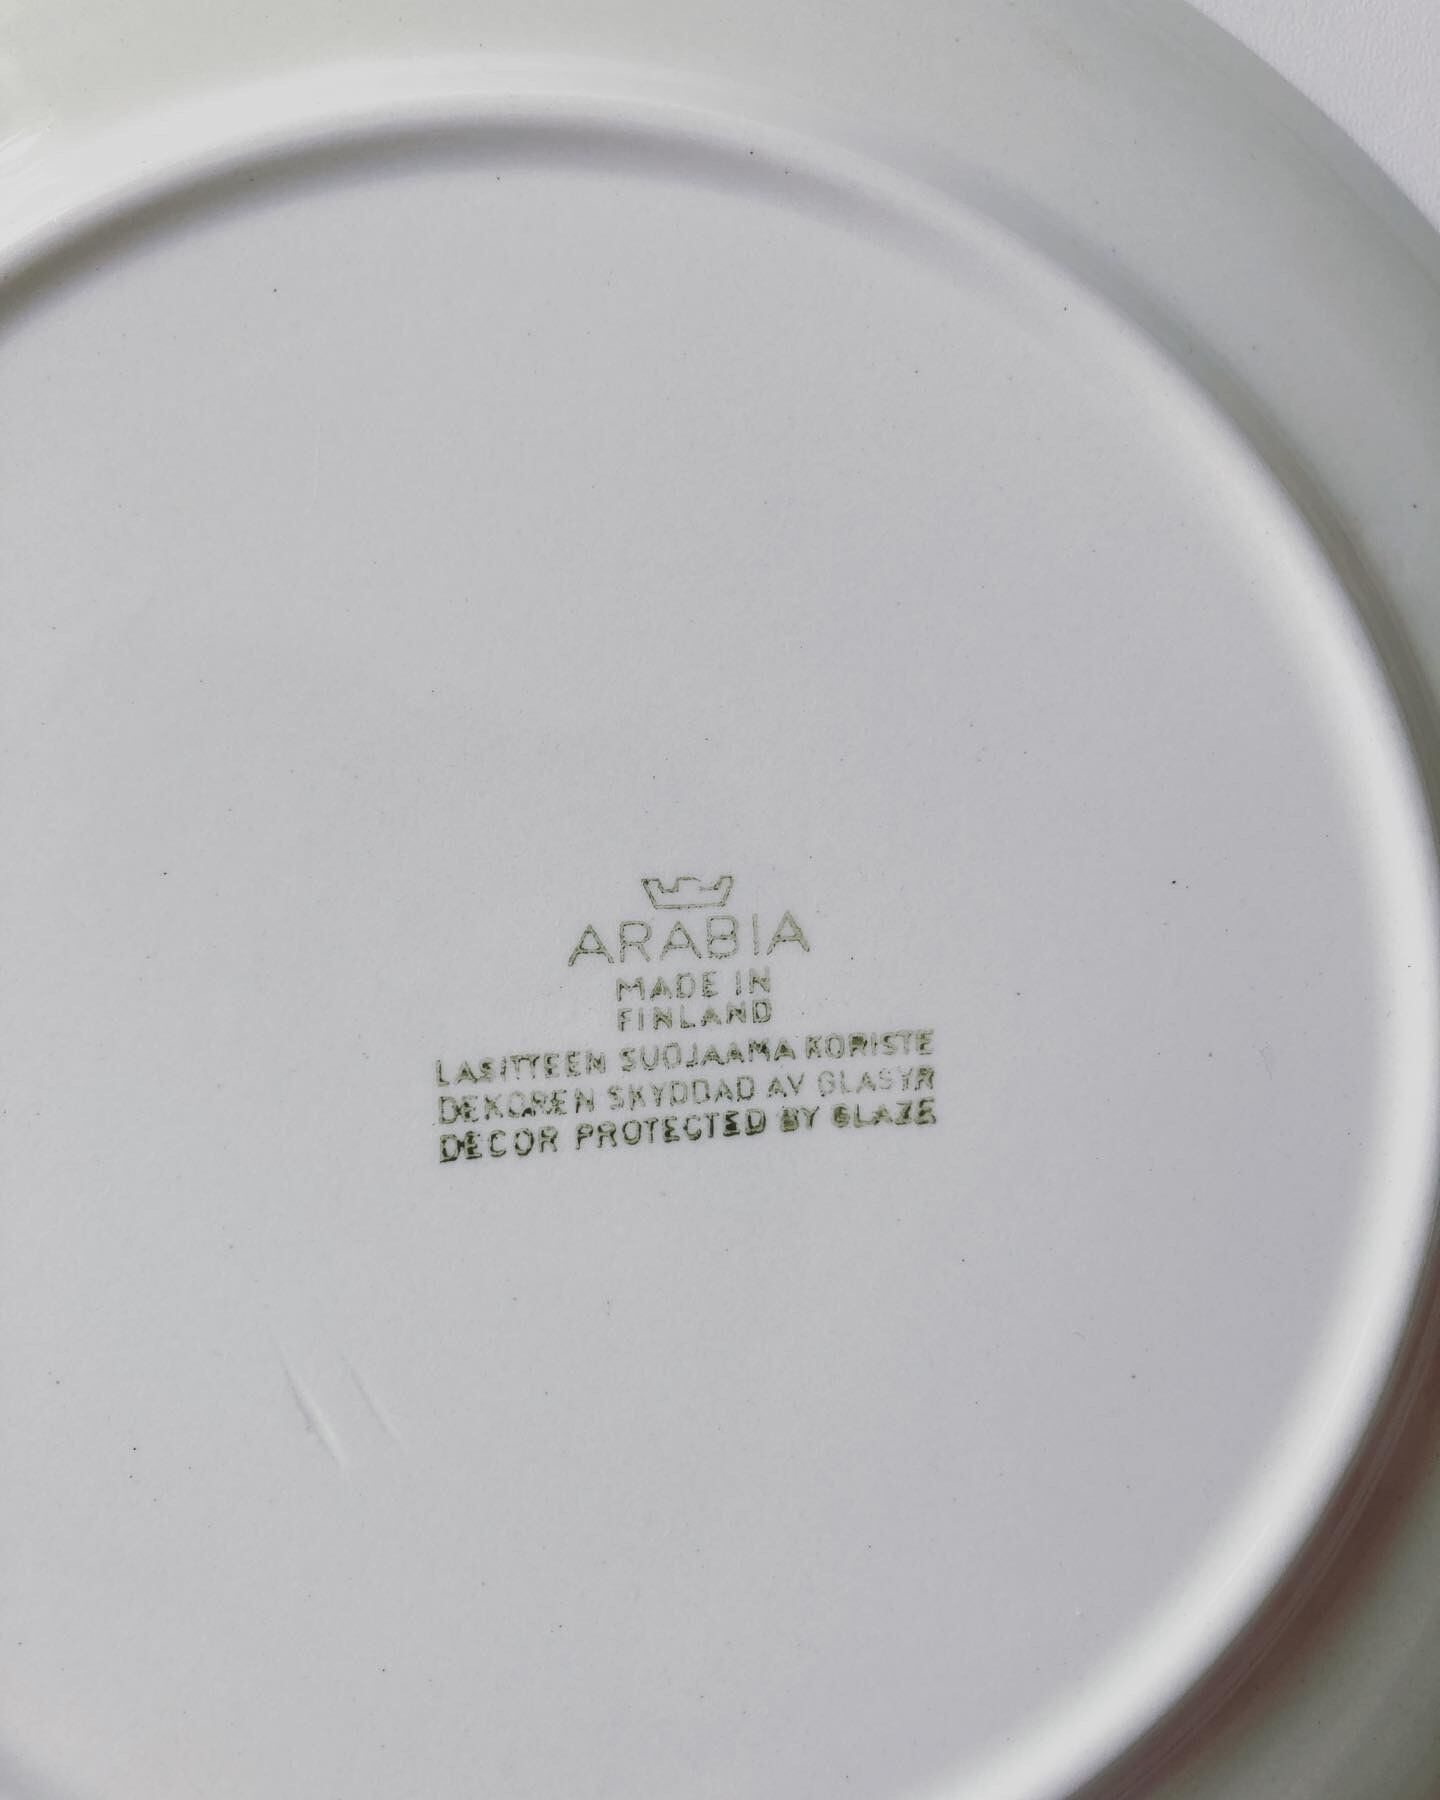 ARABIA
MADE IN
FINLAND
LASITTEEN SUOJAAMA KORISTE
DEKOREN SKYDDAD AV GLASYR
DECOR PROTECTED BY GLAZE